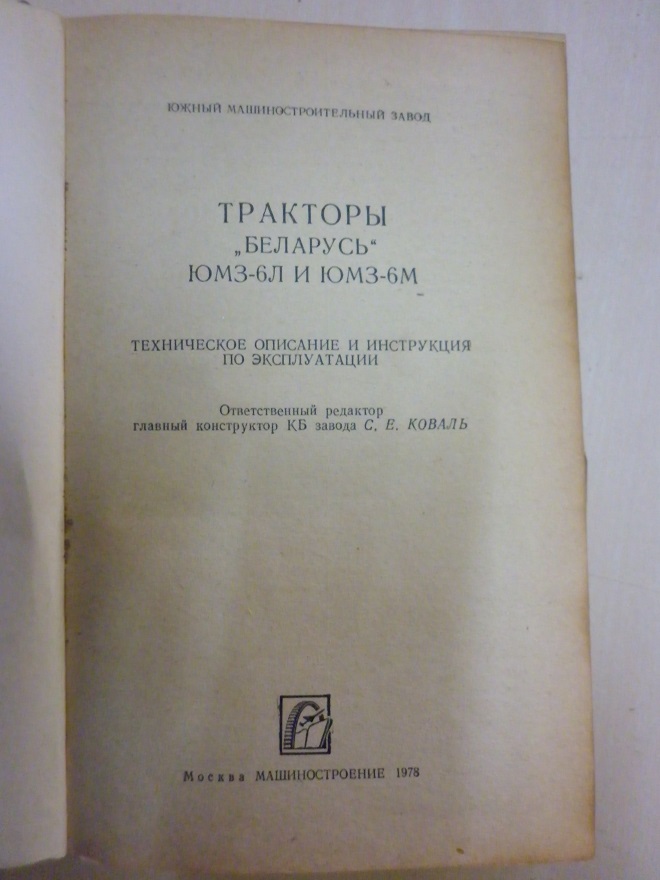 ЮЖНЫЙ МАШИНОСТРОИТЕЛЬНЫЙ ЗАВОД
ТРАКТОРЫ
„БЕЛАРУСЬ“
ЮМЗ-6Л И ЮМЗ-6М
ТЕХНИЧЕСКОЕ ОПИСАНИЕ И ИНСТРУКЦИЯ
ПО ЭКСПЛУАТАЦИИ
Ответственный редактор
главный конструктор КБ завода С. Е. КОВАЛЬ
Москва МАШИНОСТРОЕНИЕ 1978